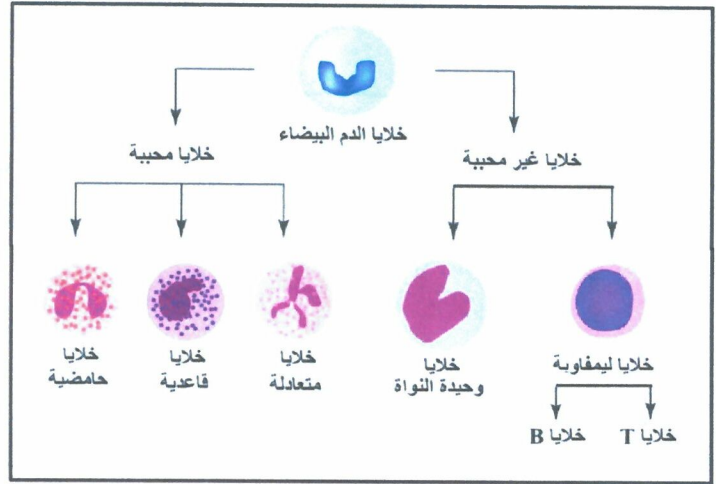 خلايا الدم البيضاء
خلايا غير محببة
خلايا محببة
خلايا ليمفاوية
خلايا
وحيدة النواة
خلايا
متعادلة
خلايا
قاعدية
خلايا
حامضية
خلايا T
خلايا B